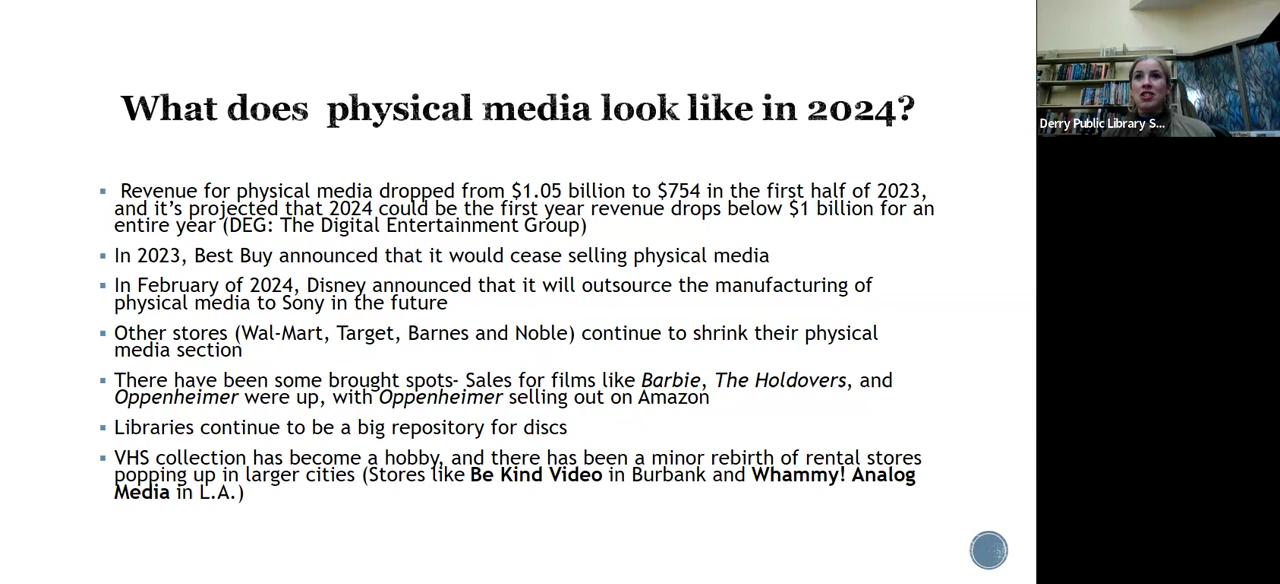 What does physical media look like in 2024?
Derry Public Library S...
▪ Revenue for physical media dropped from $1.05 billion to $754 in the first half of 2023,
and it's projected that 2024 could be the first year revenue drops below $1 billion for an
entire year (DEG: The Digital Entertainment Group)
▪ In 2023, Best Buy announced that it would cease selling physical media
▪ In February of 2024, Disney announced that it will outsource the manufacturing of
physical media to Sony in the future
▪ Other stores (Wal-Mart, Target, Barnes and Noble) continue to shrink their physical
media section
▪ There have been some brought spots- Sales for films like Barbie, The Holdovers, and
Oppenheimer were up, with Oppenheimer selling out on Amazon
▪ Libraries continue to be a big repository for discs
▪ VHS collection has become a hobby, and there has been a minor rebirth of rental stores
popping up in larger cities (Stores like Be Kind Video in Burbank and Whammy! Analog
Media in L.A.)